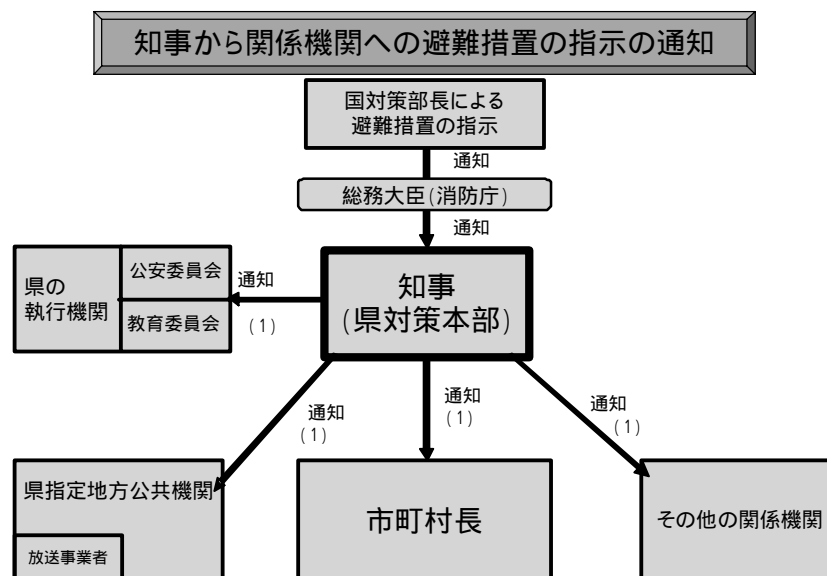 知事から関係機関への避難措置の指示の通知
国対策部長による
避難措置の指示
通知
総務大臣(消防庁)
通知
県の
執行機関
公安委員会
教育委員会
通知
(1)
知事
(県対策本部)
通知
(1)
通知
(1)
通知
(1)
県指定地方公共機関
放送事業者
市町村長
その他の関係機関